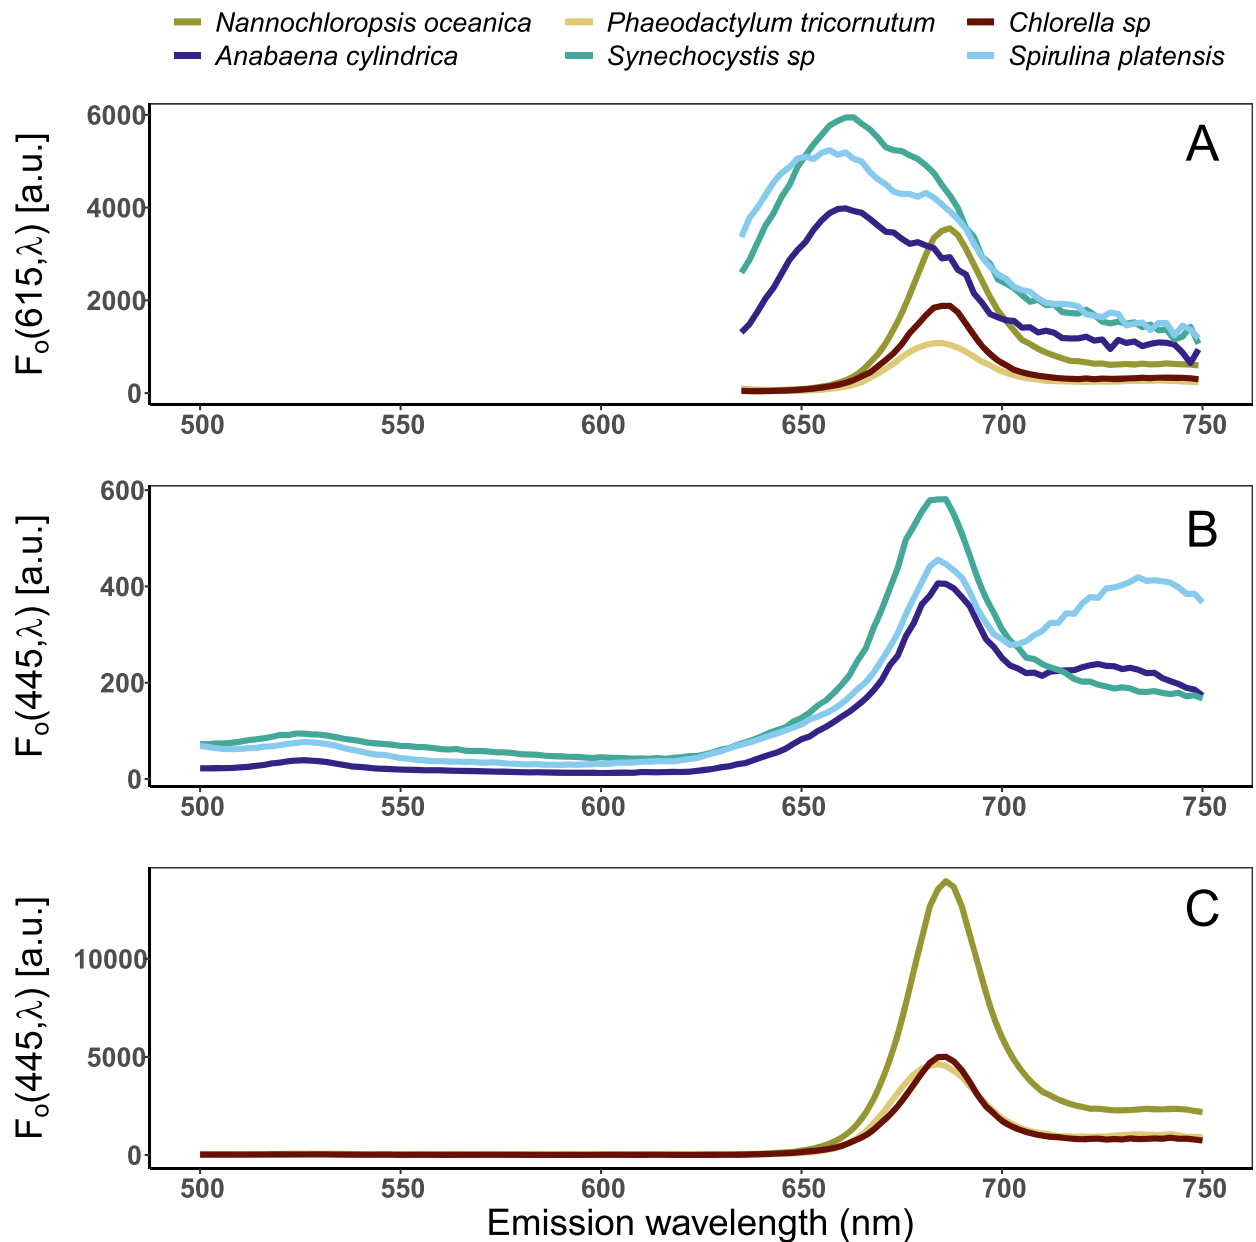 Nannochloropsis oceanica Phaeodactylum tricornutum Chlorella sp
Anabaena cylindrica Synechocystis sp Spirulina platensis
A
Fo(615,λ) [a.u.]
6000
4000
2000
0
500 550 600 650 700 750
B
Fo(445,λ) [a.u.]
600
400
200
0
500 550 600 650 700 750
C
Fo(445,λ) [a.u.]
10000
5000
0
500 550 600 650 700 750
Emission wavelength (nm)